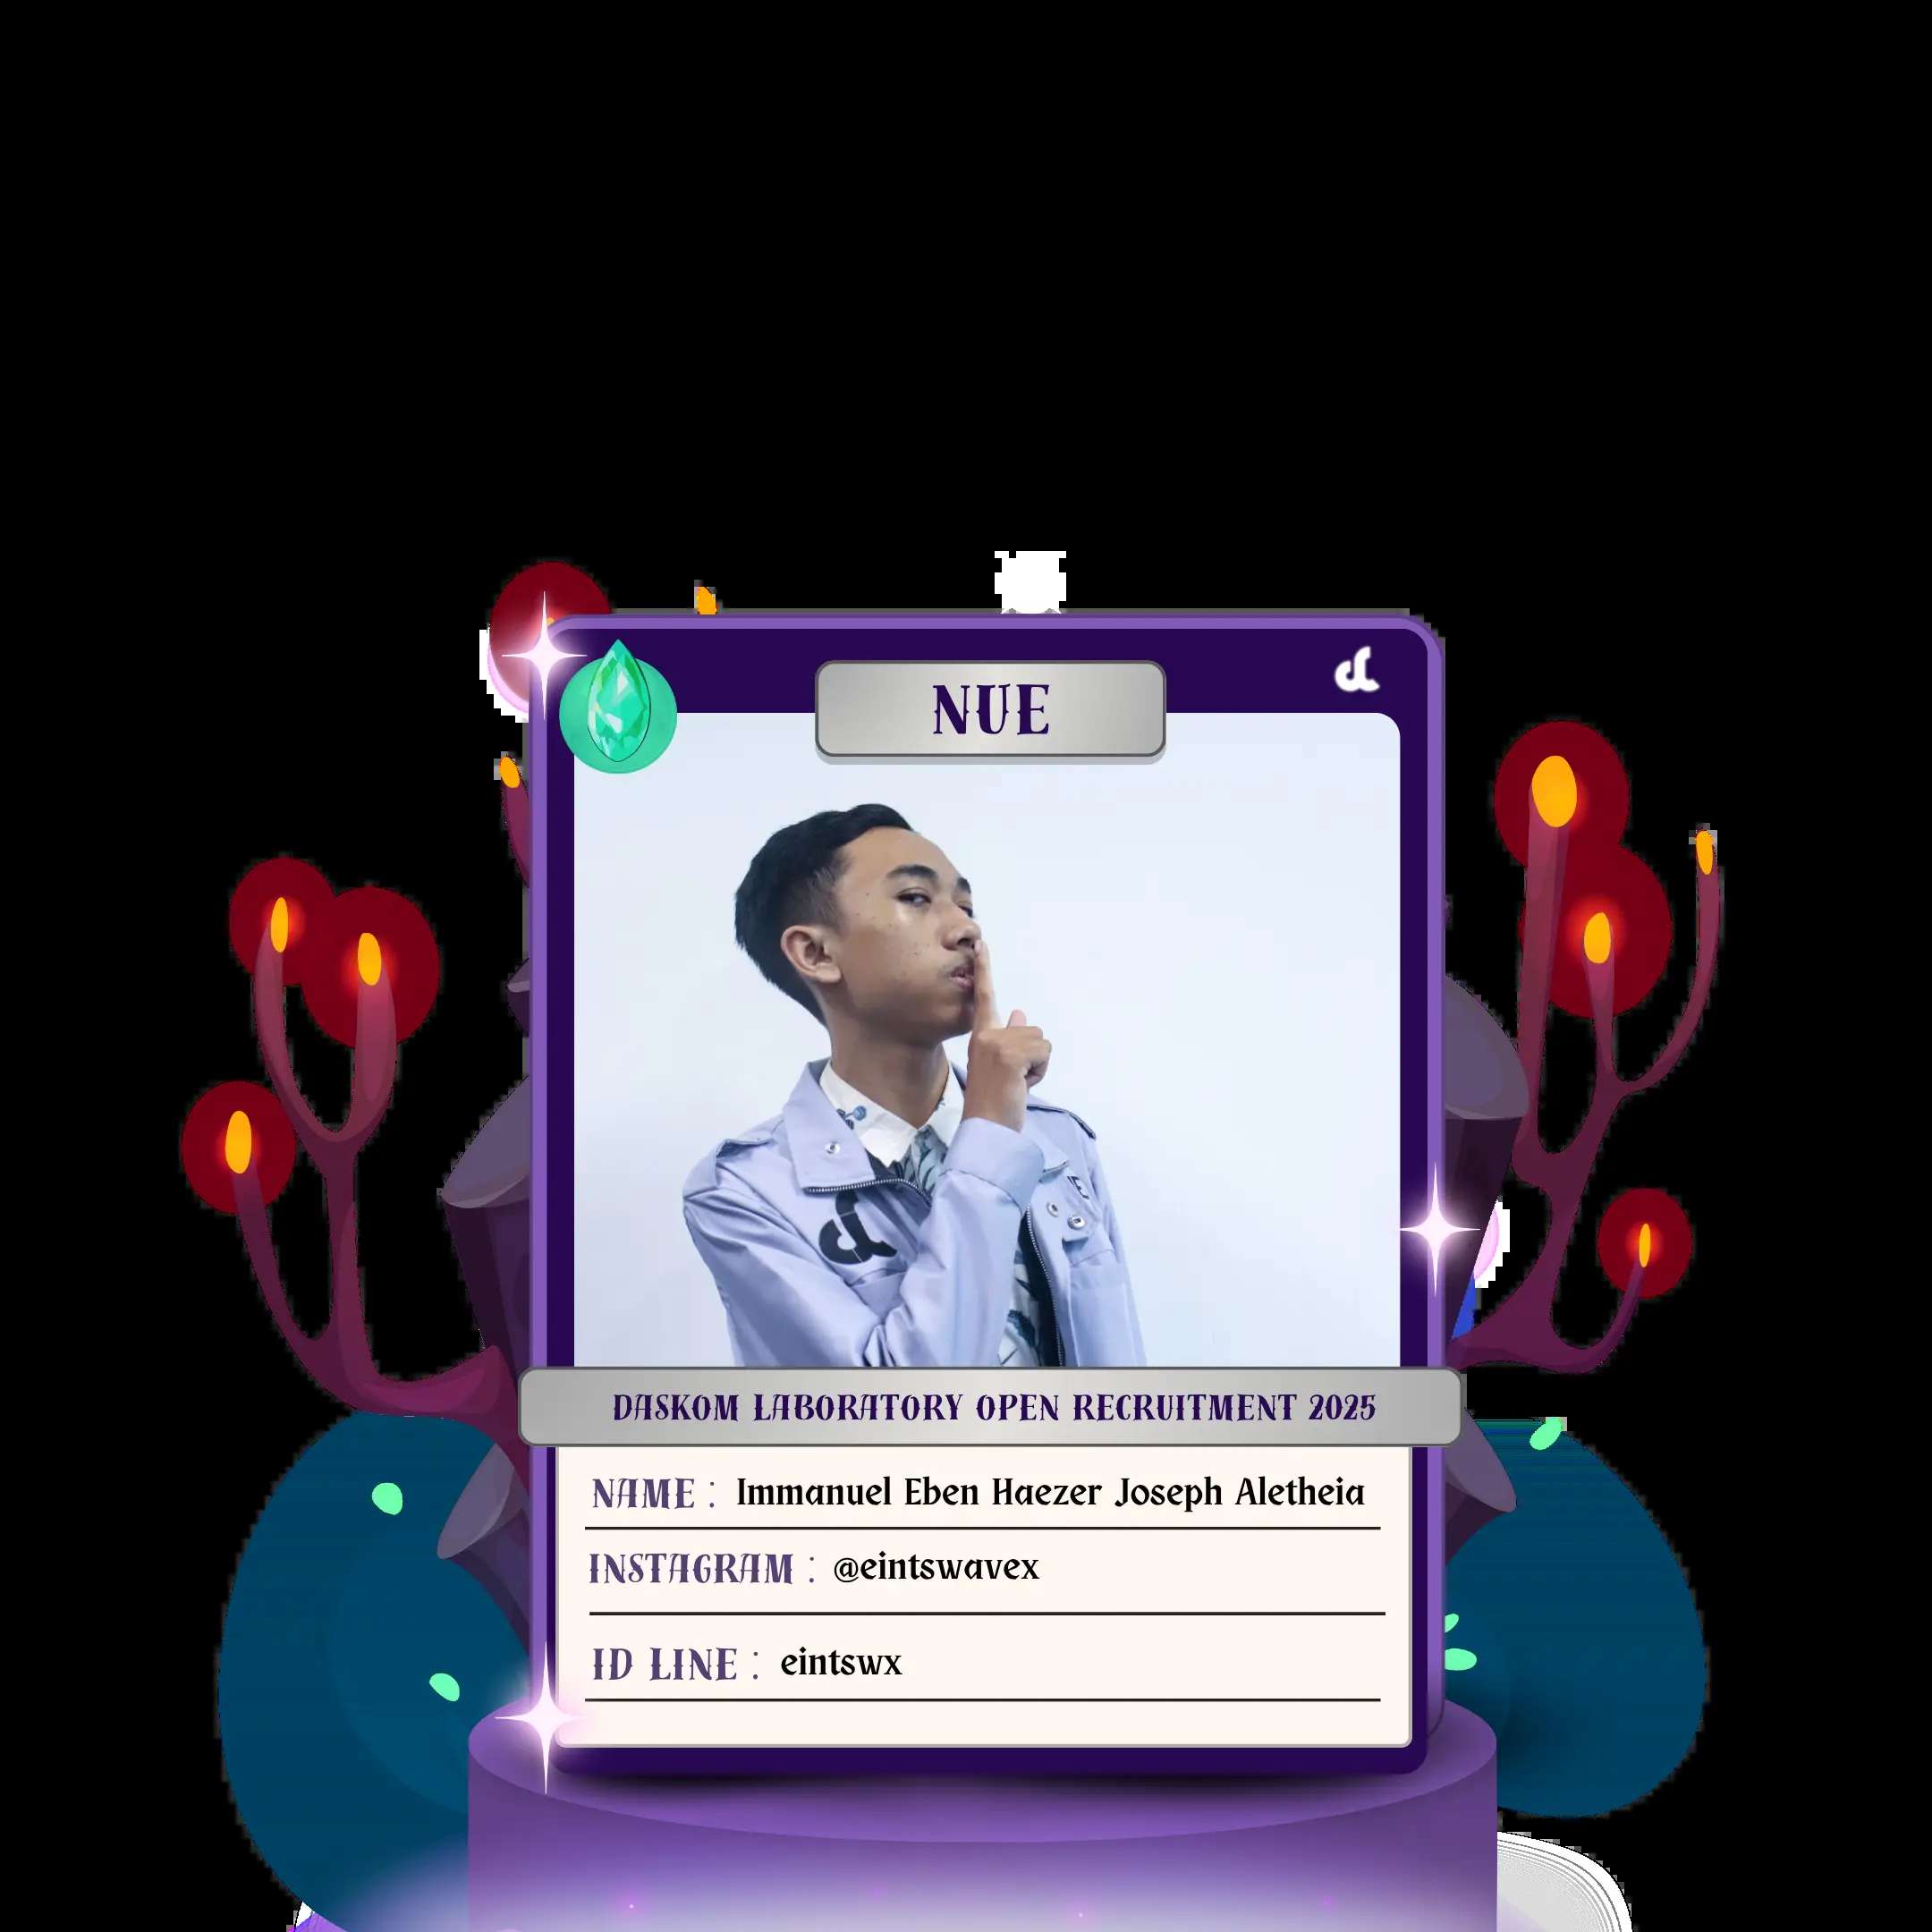 NUE
DASKOM LABORATORY OPEN RECRUITMENT 2025
NAME : Immanuel Eben Haezer Joseph Aletheia
INSTAGRAM : @eintswavex
ID LINE : eintswx